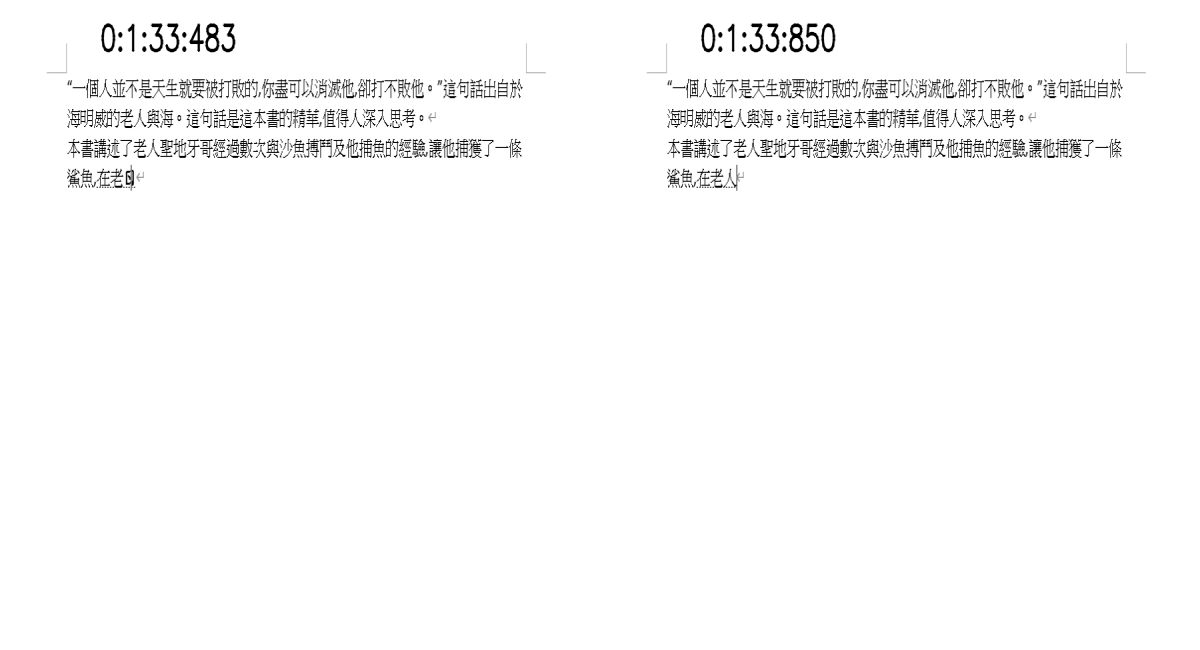 0:1:33:483
“一個人並不是天生就要被打敗的,你盡可以消滅他,卻打不敗他。”這句話出自於
海明威的老人與海。這句話是這本書的精華,值得人深入思考。
本書講述了老人聖地牙哥經過數次與沙魚搏鬥及他捕魚的經驗,讓他捕獲了一條
鯊魚,在老
0:1:33:850
“一個人並不是天生就要被打敗的,你盡可以消滅他,卻打不敗他。”這句話出自於
海明威的老人與海。這句話是這本書的精華,值得人深入思考。
本書講述了老人聖地牙哥經過數次與沙魚搏鬥及他捕魚的經驗,讓他捕獲了一條
鯊魚,在老人